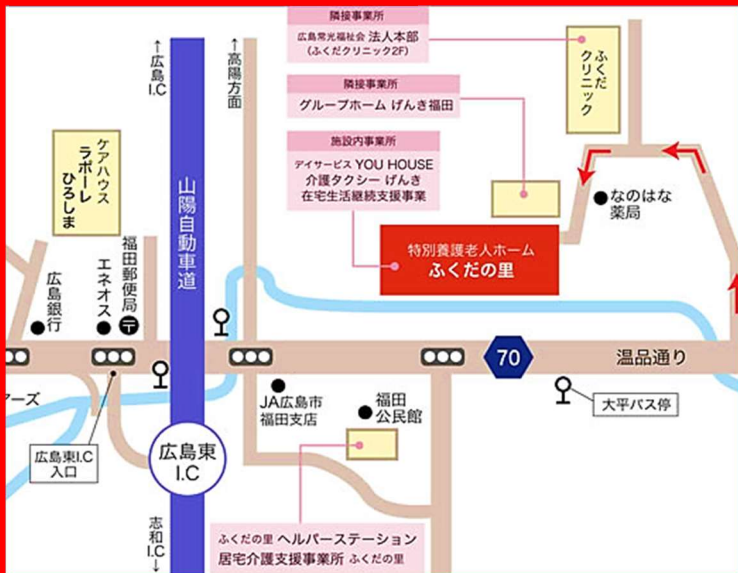 隣接事業所
広島常光福祉会 法人本部
(ふくだクリニック2F)
隣接事業所
グループホーム げんき福田
施設内事業所
デイサービス YOU HOUSE
介護タクシー げんき
在宅生活継続支援事業
ふくだ
クリニック
なのはな
薬局
特別養護老人ホーム
ふくだの里
←広島I.C
←高陽方面
山陽自動車道
ケアハウス
ラポーレ
ひろしま
福田郵便局
エネオス
広島銀行
70
温品通り
アーズ
JA広島市
福田支店
福田
公民館
大平バス停
広島東I.C
入口
広島東
I.C
志和I.C→
ふくだの里 ヘルパーステーション
居宅介護支援事業所 ふくだの里